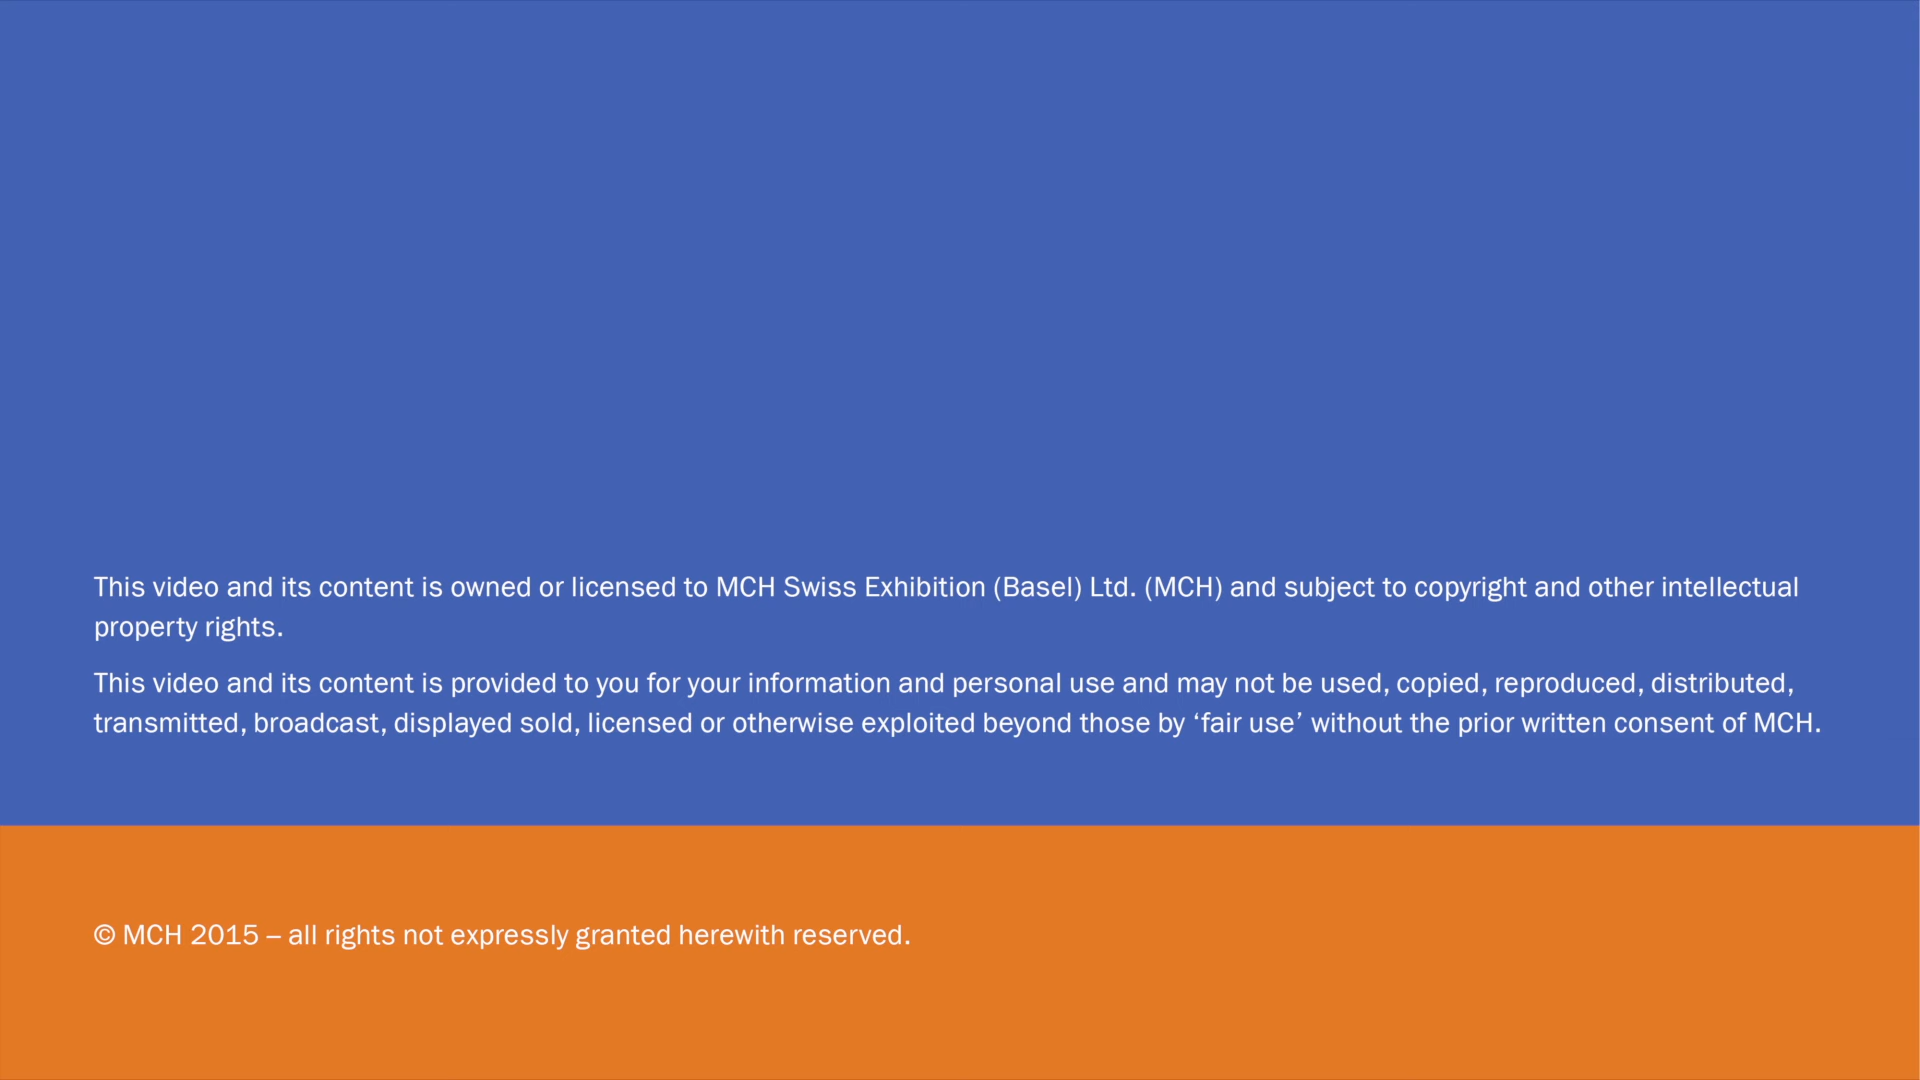 This video and its content is owned or licensed to MCH Swiss Exhibition (Basel) Ltd. (MCH) and subject to copyright and other intellectual
property rights.
This video and its content is provided to you for your information and personal use and may not be used, copied, reproduced, distributed,
transmitted, broadcast, displayed sold, licensed or otherwise exploited beyond those by ‘fair use’ without the prior written consent of MCH.
© MCH 2015 – all rights not expressly granted herewith reserved.